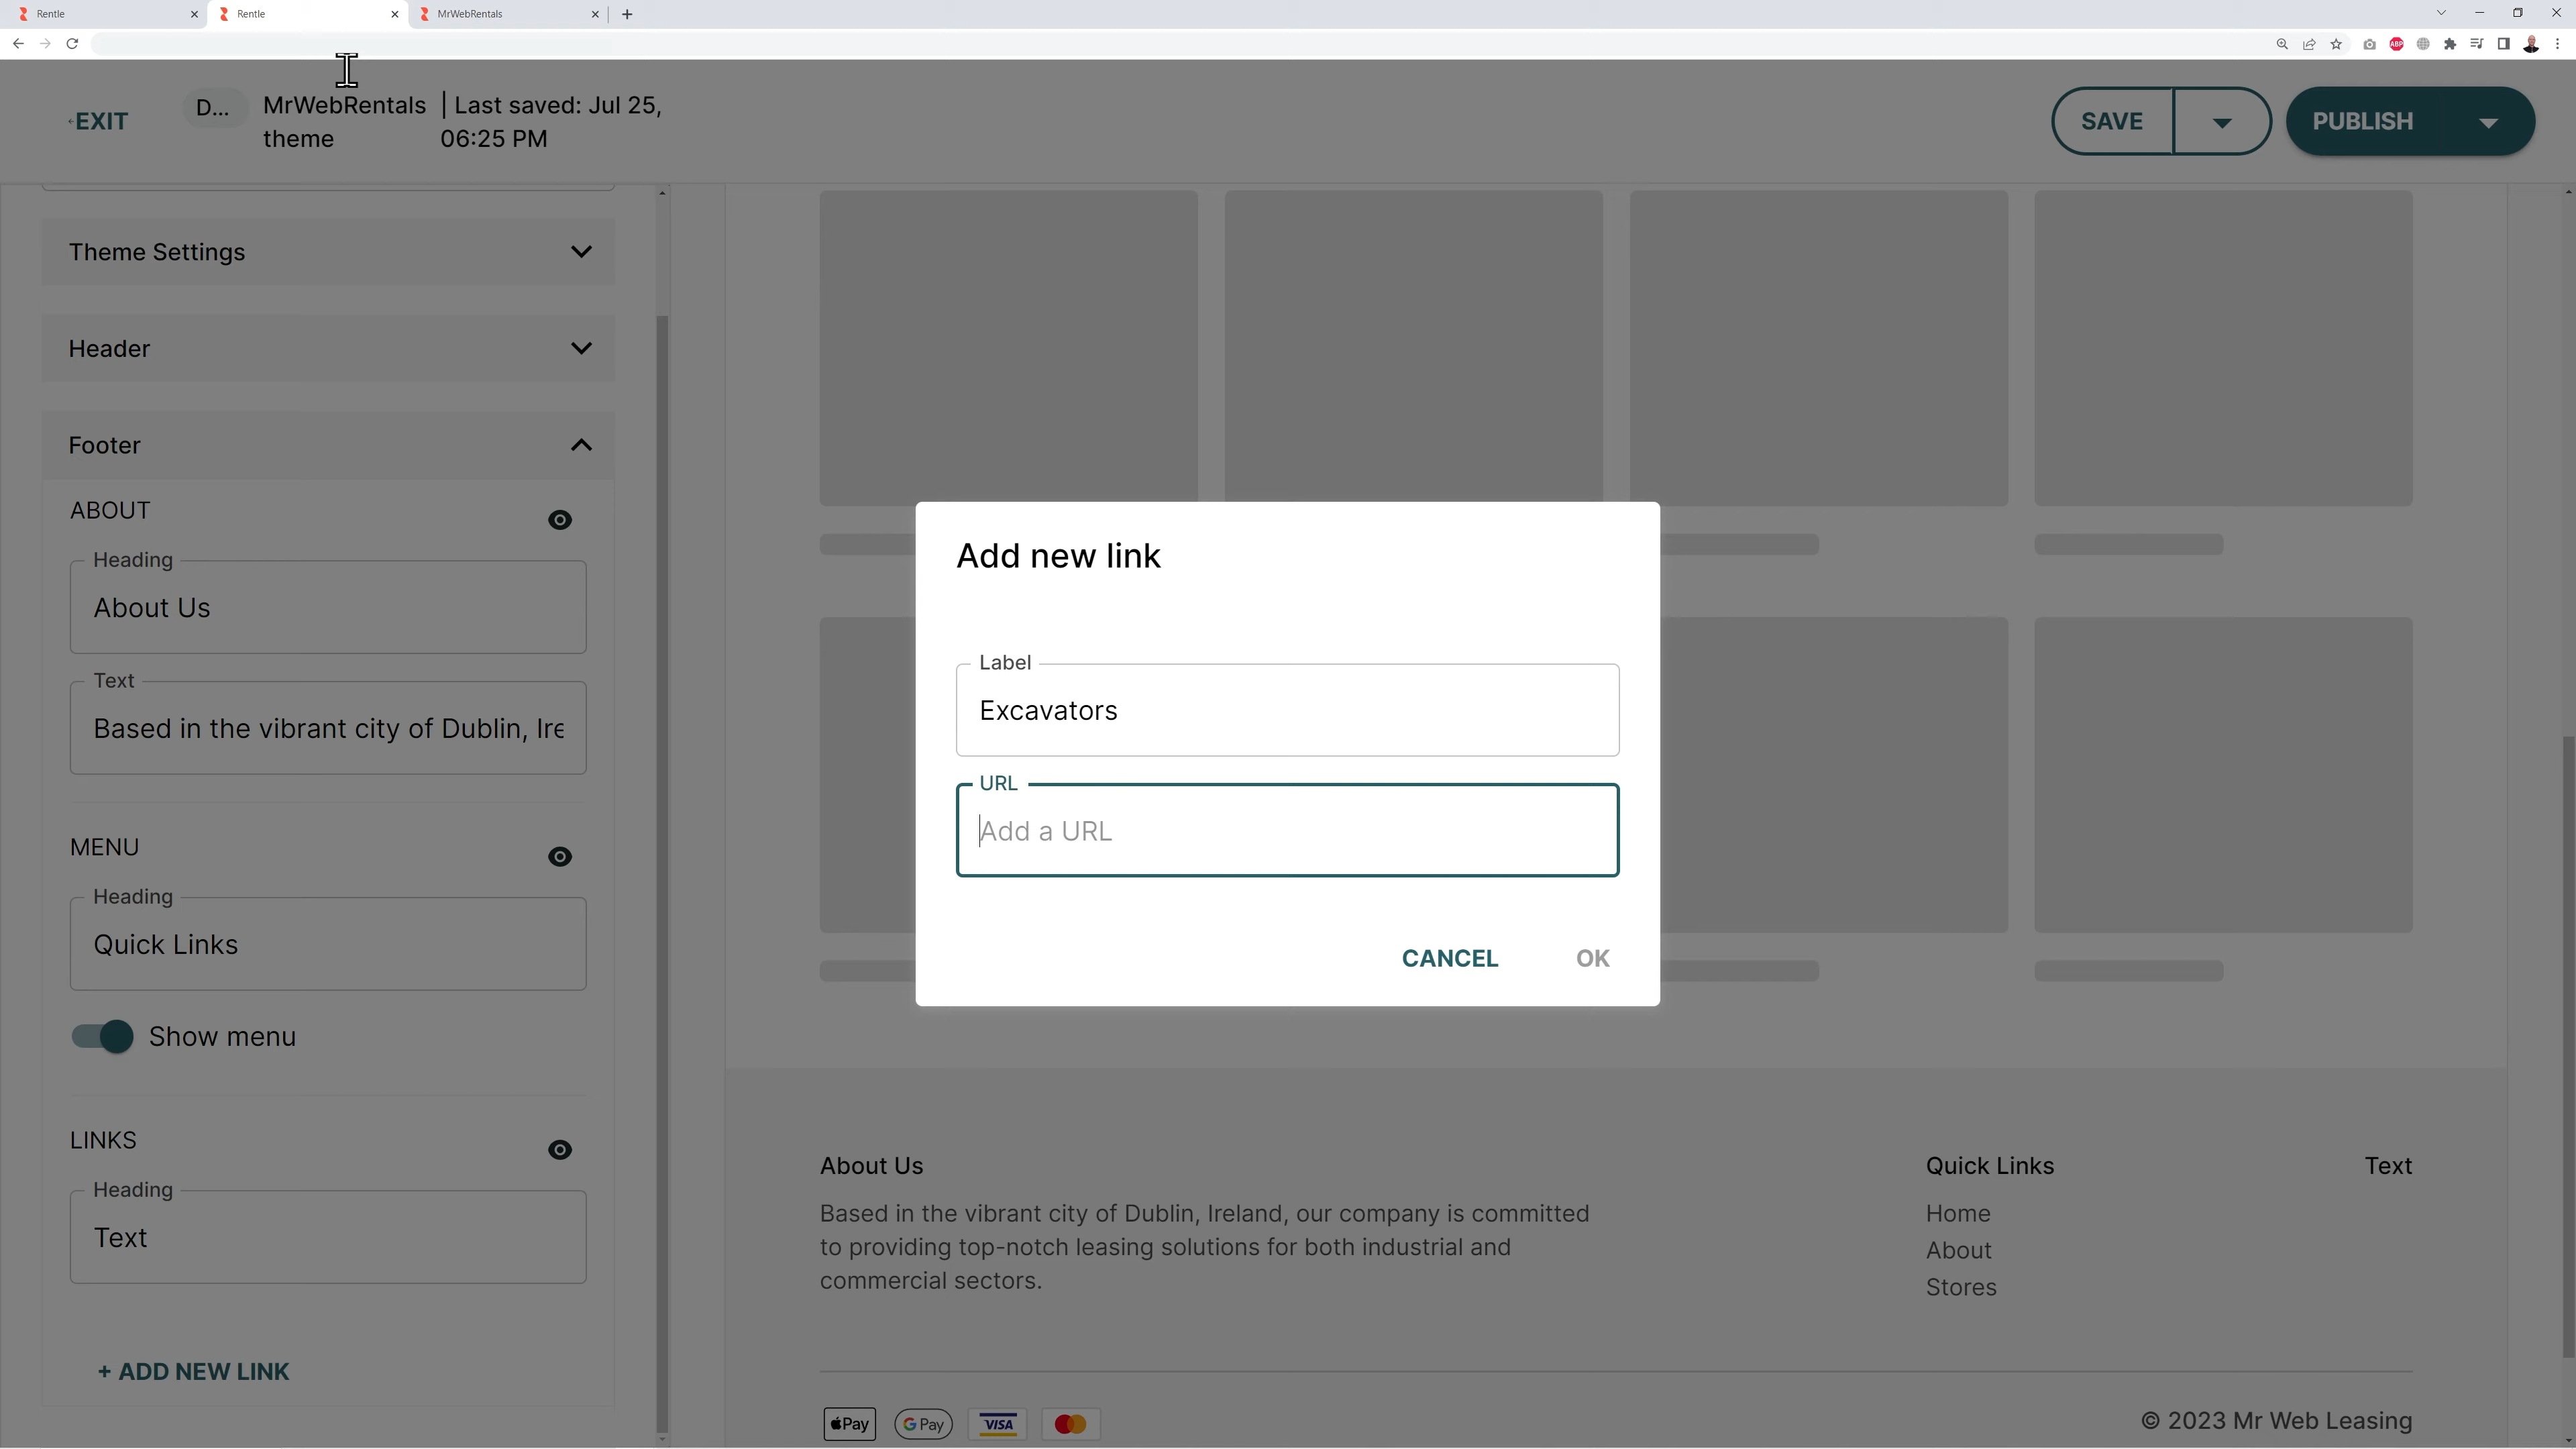 Rentle
Rentle
MrWebRentals
ABP
EXIT
D...
MrWebRentals
theme
| Last saved: Jul 25,
06:25 PM
SAVE
PUBLISH
Theme Settings
Header
Footer
ABOUT
Heading
About Us
Text
Based in the vibrant city of Dublin, Ire
MENU
Heading
Quick Links
Show menu
LINKS
Heading
Text
+ ADD NEW LINK
Add new link
Label
Excavators
URL
Add a URL
CANCEL
OK
About Us
Based in the vibrant city of Dublin, Ireland, our company is committed
to providing top-notch leasing solutions for both industrial and
commercial sectors.
Quick Links
Home
About
Stores
Text
Pay
G Pay
VISA
© 2023 Mr Web Leasing